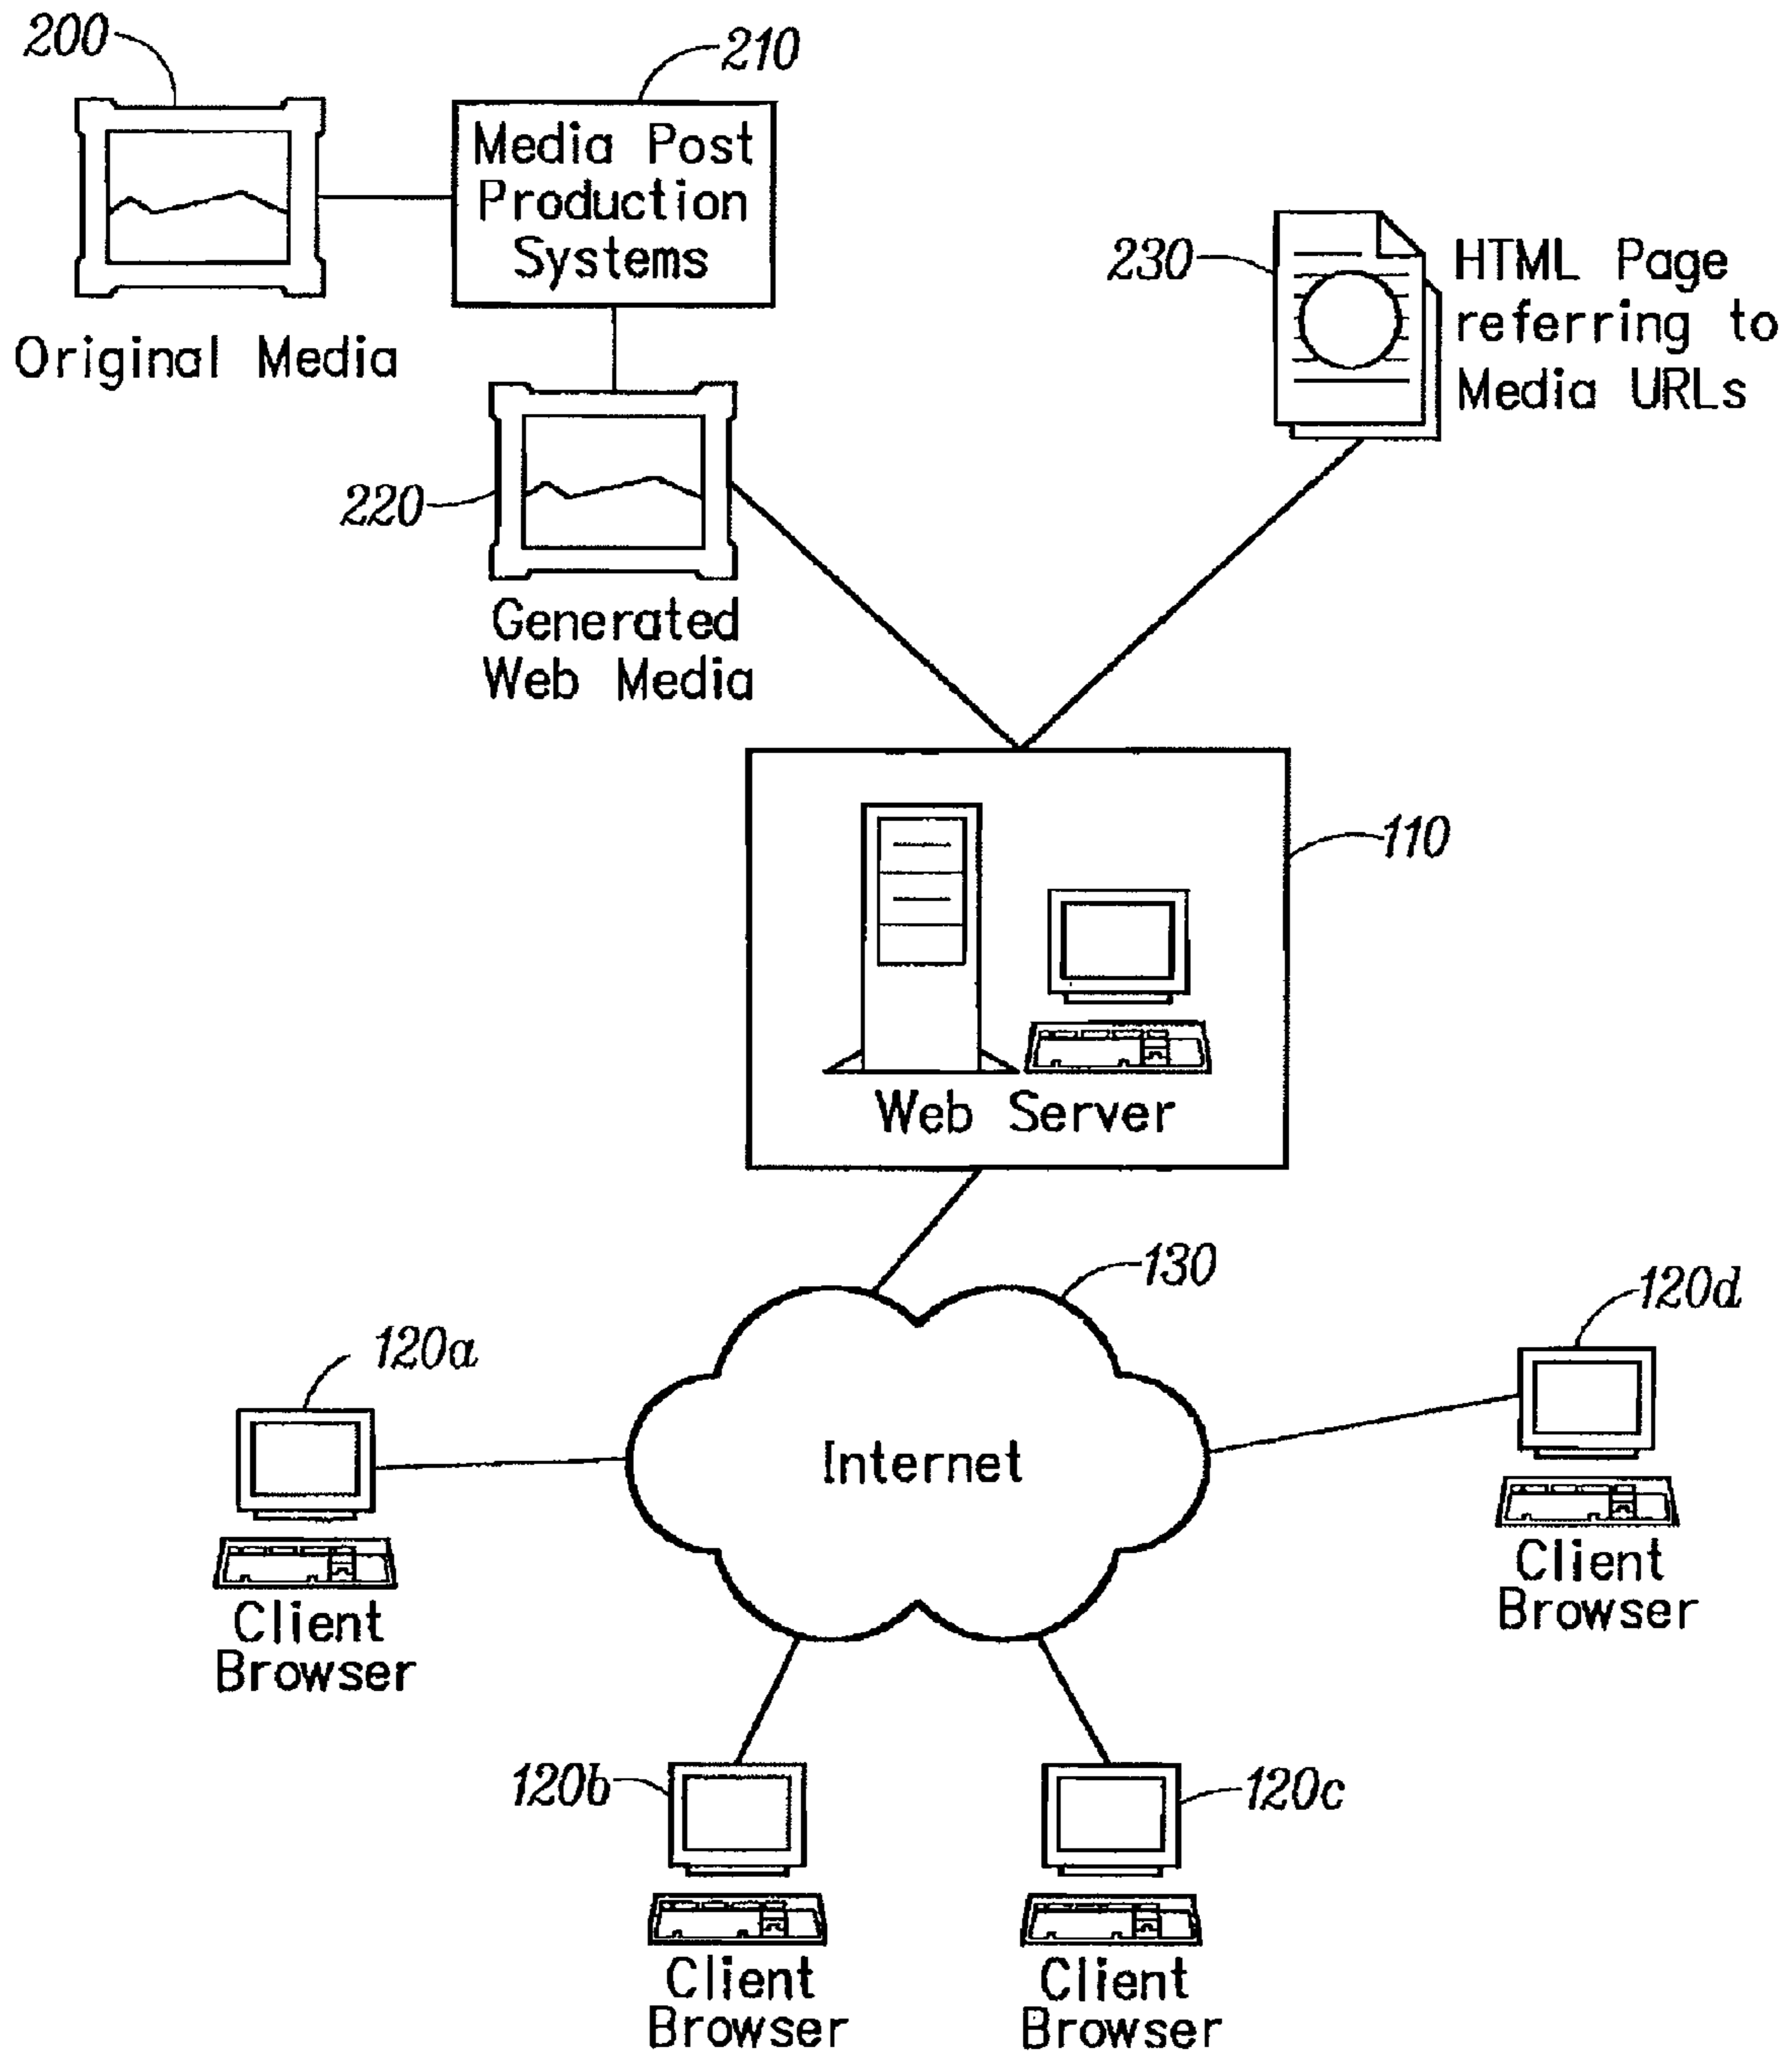 200
210
Media Post
Production
Systems
Original Media
230
HTML Page
referring to
Media URLs
220
Generated
Web Media
110
Web Server
130
120d
120a
Internet
Client
Browser
Client
Browser
120b
120c
Client
Browser
Client
Browser